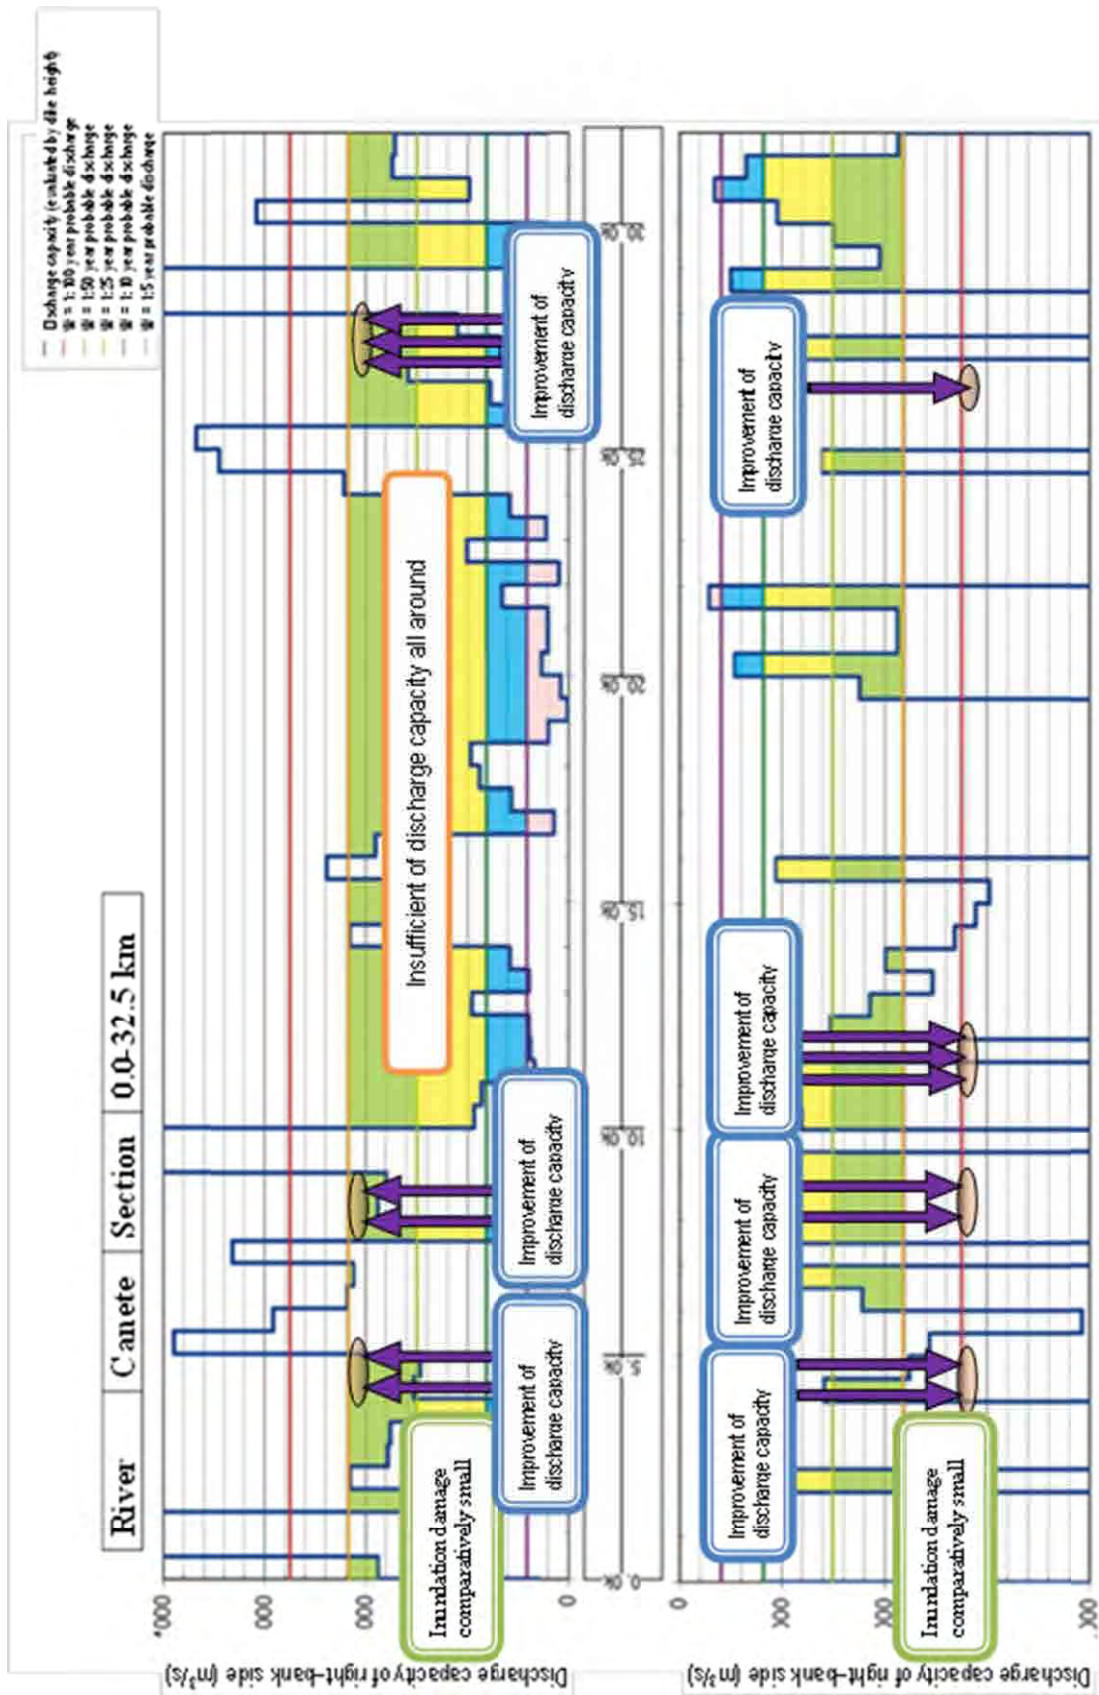 River Canete Section 0.0-32.5 km
Discharge capacity (evaluated by dike height)
= 1:100 year probable discharge
= 1:50 year probable discharge
= 1:25 year probable discharge
= 1:10 year probable discharge
= 1:5 year probable discharge
Discharge capacity of right-bank side (m³/s)
0
Insufficient of discharge capacity all around
Inundation damage
comparatively small
Improvement of
discharge capacity
Improvement of
discharge capacity
Improvement of
discharge capacity
0.0K
5.0K
10.0K
15.0K
20.0K
25.0K
30.0K
Discharge capacity of right-bank side (m³/s)
0
Inundation damage
comparatively small
Improvement of
discharge capacity
Improvement of
discharge capacity
Improvement of
discharge capacity
Improvement of
discharge capacity